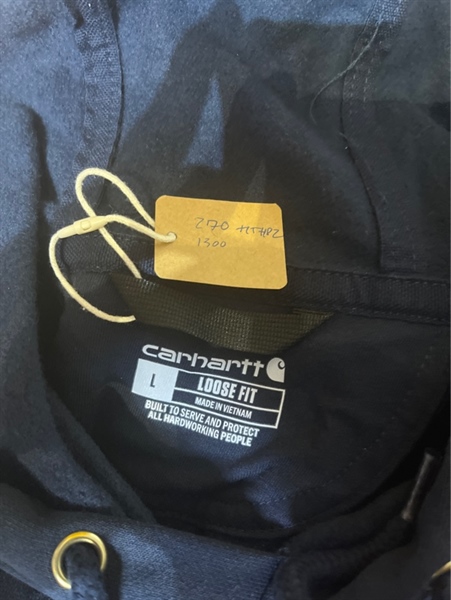 270
1300
carhartt
L
LOOSE FIT
MADE IN VIETNAM
BUILT TO SERVE AND PROTECT
ALL HARDWORKING PEOPLE